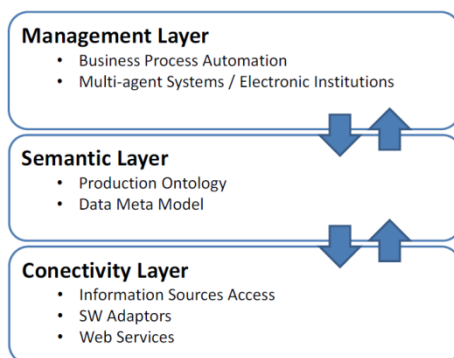 Management Layer
• Business Process Automation
• Multi-agent Systems / Electronic Institutions
Semantic Layer
• Production Ontology
• Data Meta Model
Conectivity Layer
• Information Sources Access
• SW Adaptors
• Web Services